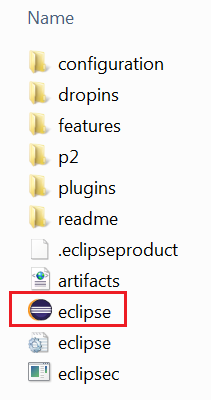 Name
configuration
dropins
features
p2
plugins
readme
.eclipseproduct
artifacts
eclipse
eclipse
eclipsec